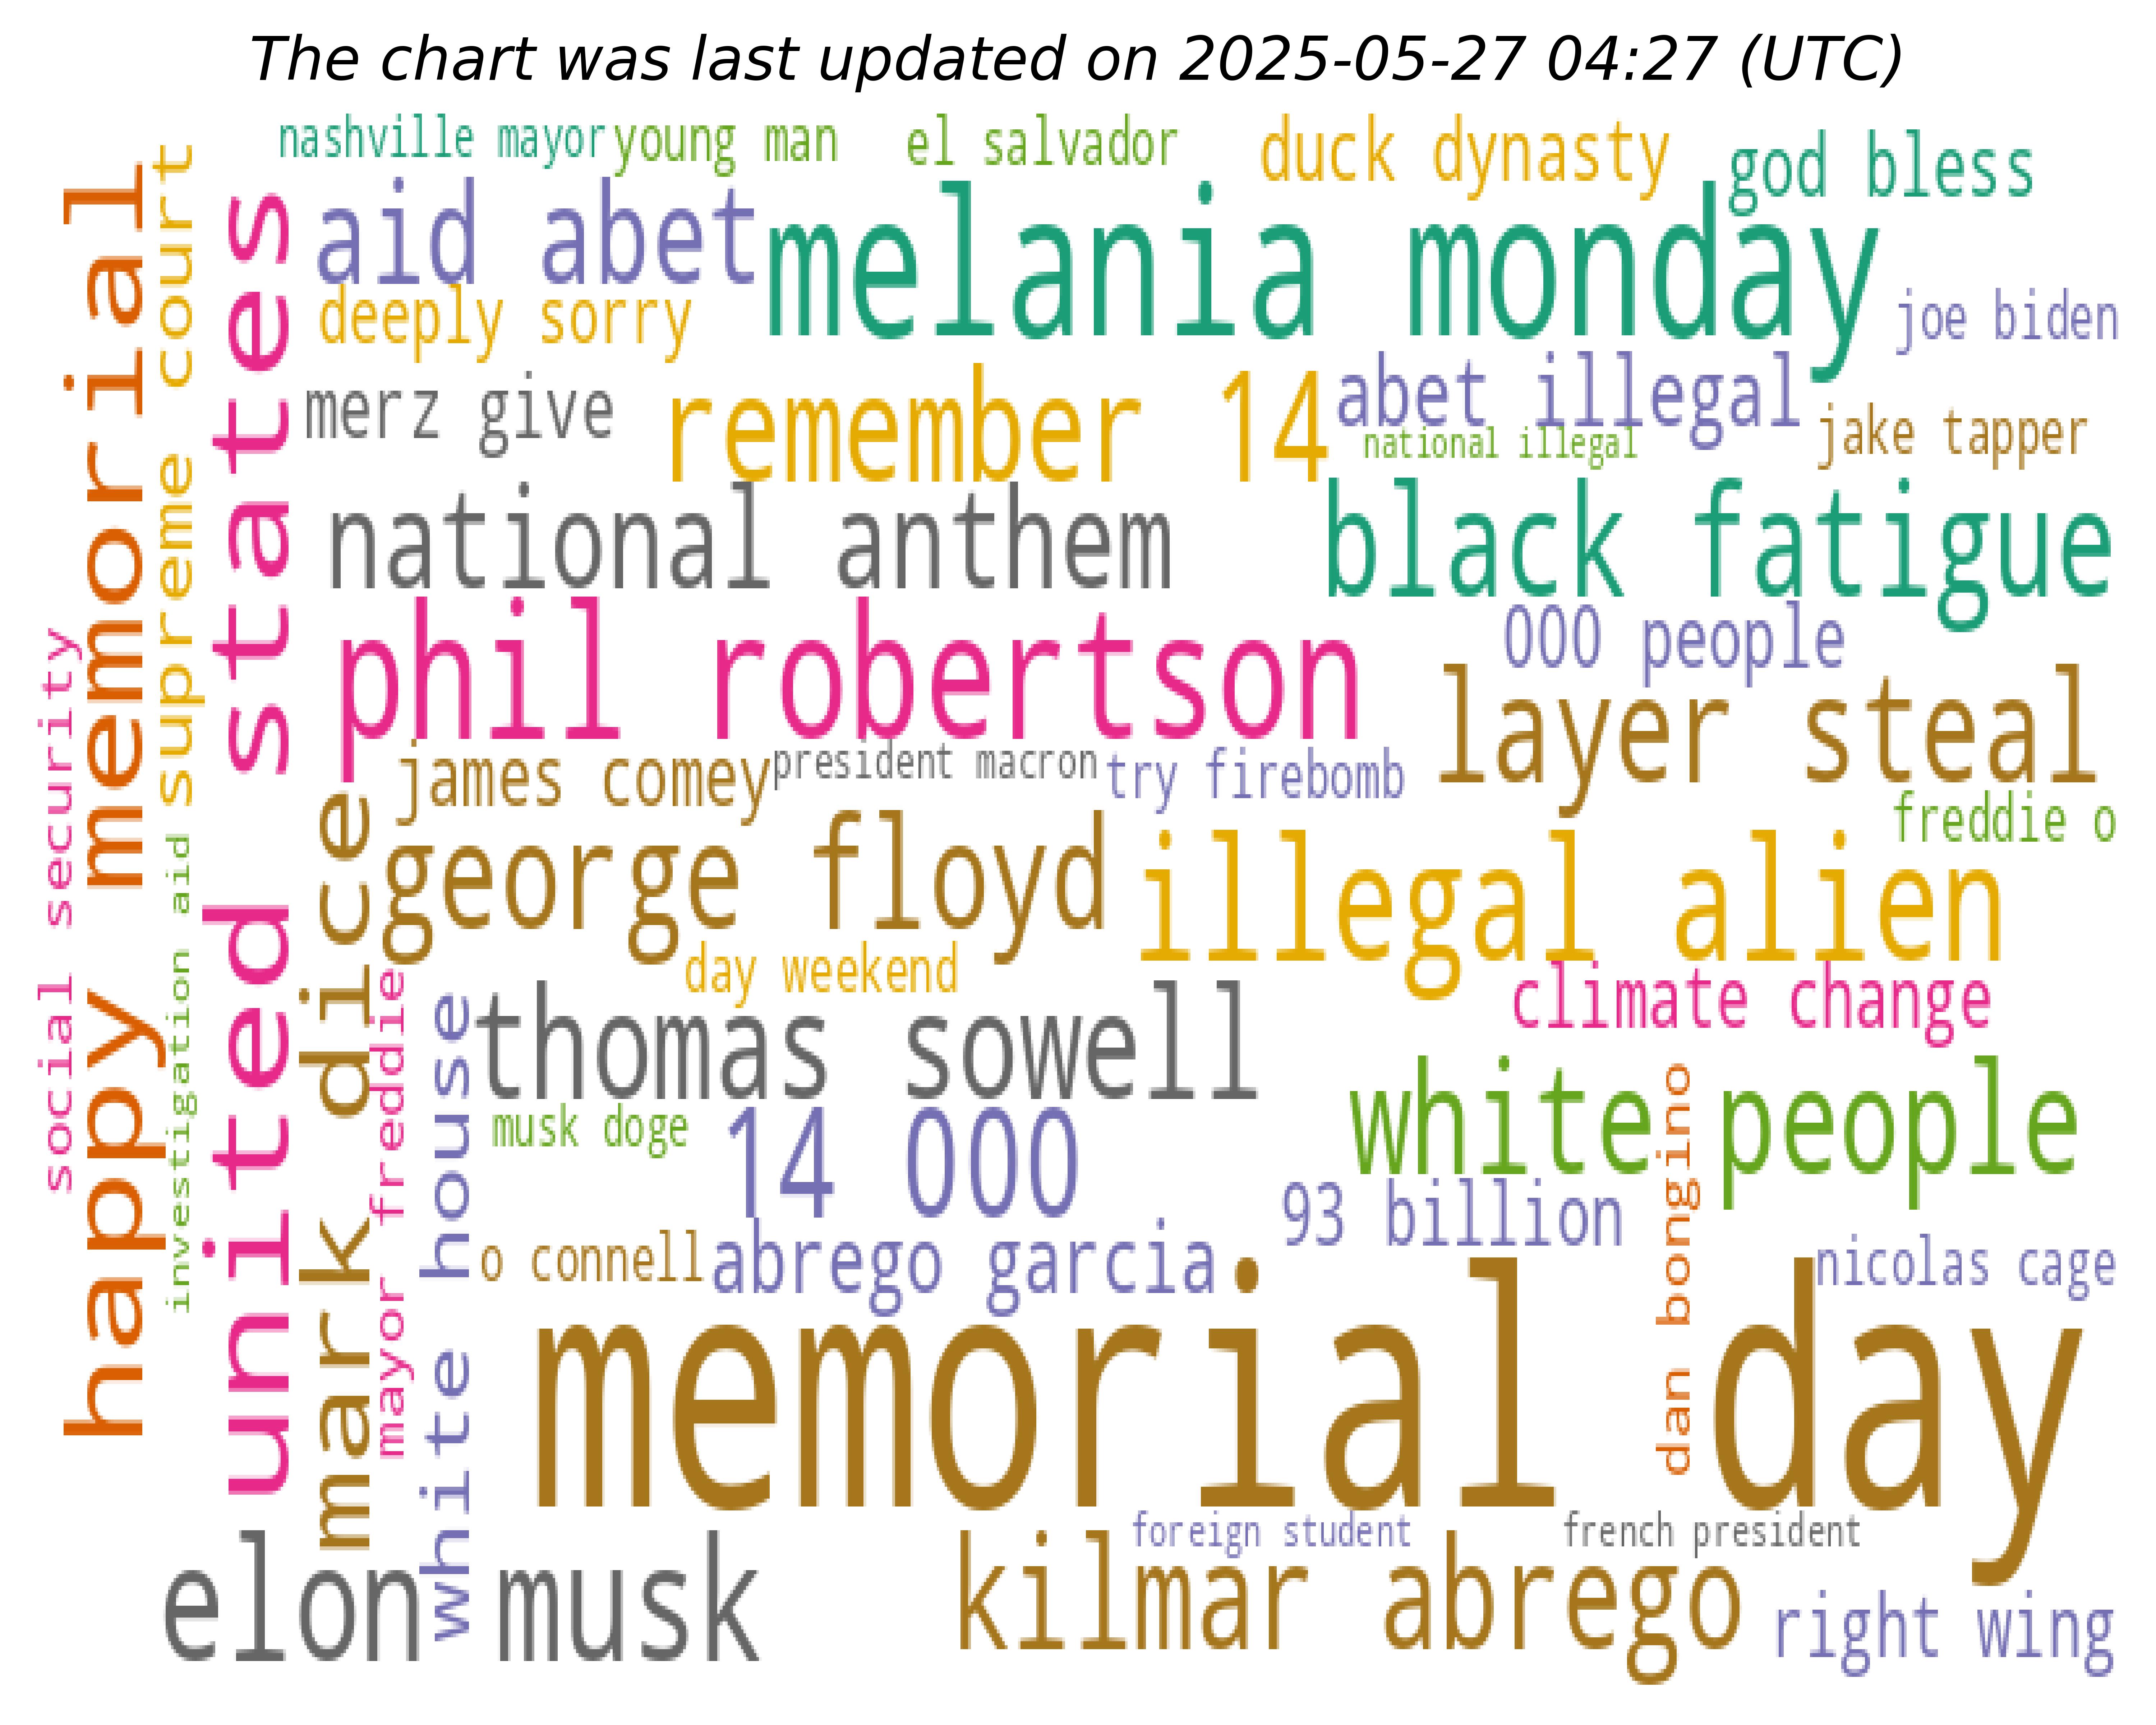 The chart was last updated on 2025-05-27 04:27 (UTC)
nashville mayor
young man
el salvador
duck dynasty
god bless
aid abet
melania monday
deeply sorry
joe biden
merz give
remember 14
abet illegal
national illegal
jake tapper
national anthem
black fatigue
phil robertson
000 people
layer steal
james comey
president macron
try firebomb
freddie o
george floyd
illegal alien
day weekend
climate change
thomas sowell
white people
musk doge
14 000
93 billion
o connell
abrego garcia
nicolas cage
memorial day
dan bongino
foreign student
french president
elon musk
kilmar abrego
right wing
social security
happy memorial
supreme court
investigation aid
united states
mark dice
mayor freddie
white house